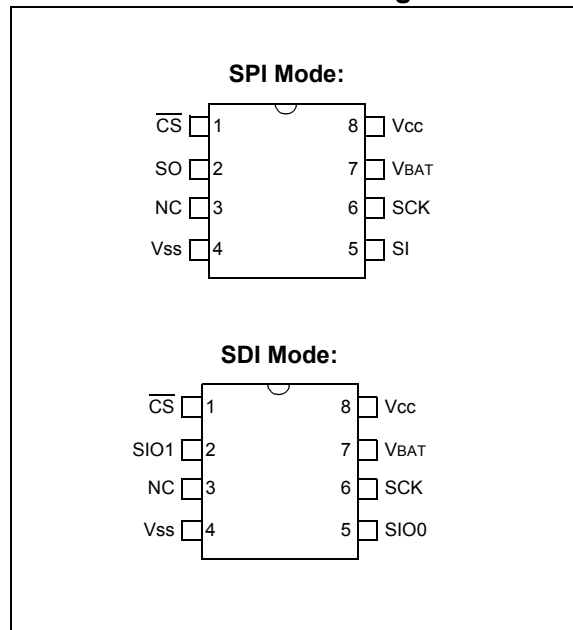 SPI Mode:
CS 1 8 Vcc
SO 2 7 VBAT
NC 3 6 SCK
Vss 4 5 SI
SDI Mode:
CS 1 8 Vcc
SIO1 2 7 VBAT
NC 3 6 SCK
Vss 4 5 SIO0